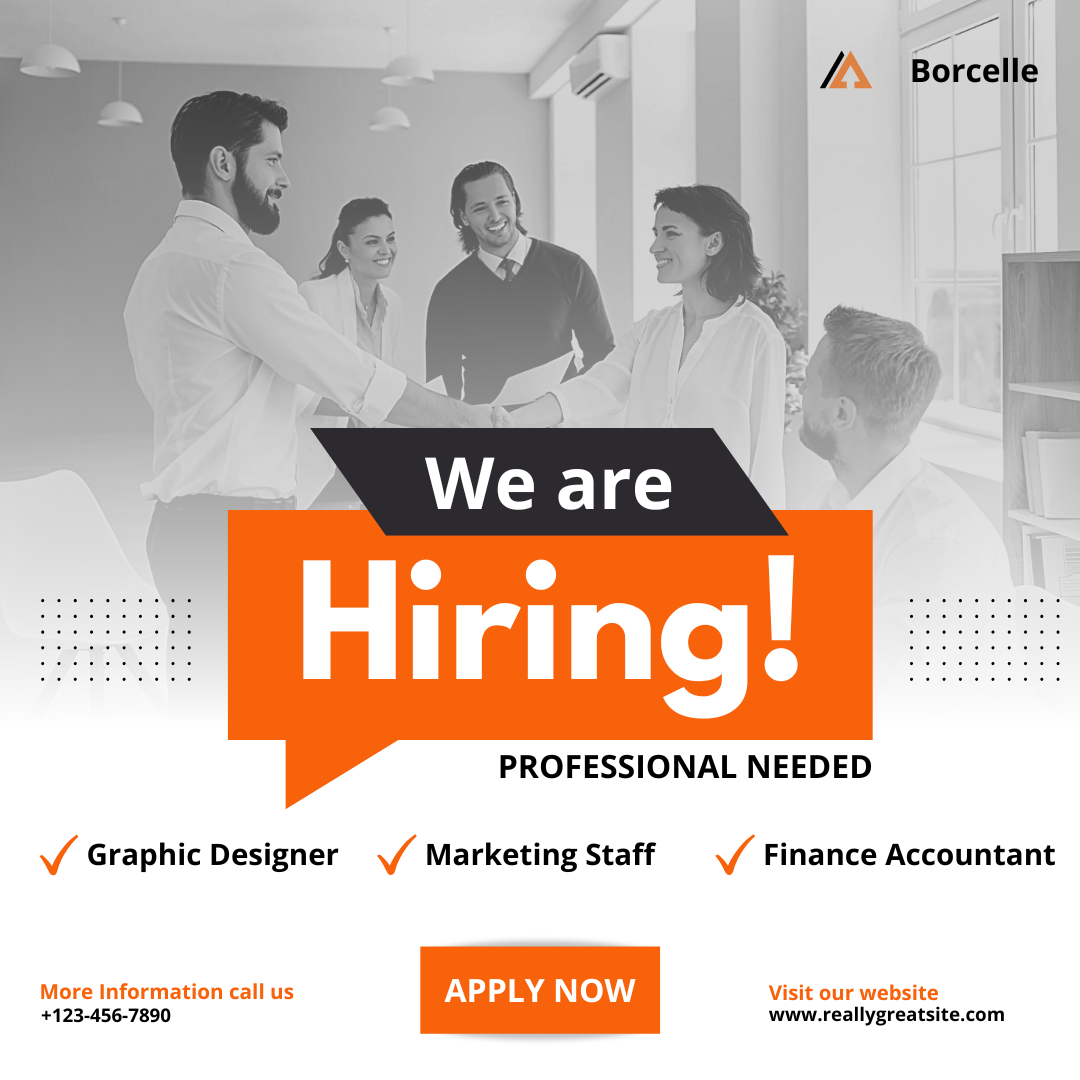 Borcelle
We are
Hiring!
PROFESSIONAL NEEDED
Graphic Designer
Marketing Staff
Finance Accountant
APPLY NOW
More Information call us
+123-456-7890
Visit our website
www.reallygreatsite.com